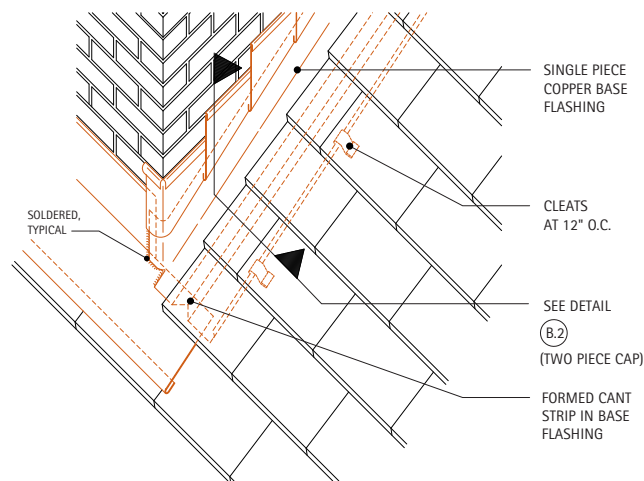 SINGLE PIECE
COPPER BASE
FLASHING
CLEATS
AT 12" O.C.
SOLDERED,
TYPICAL
SEE DETAIL
B.2
(TWO PIECE CAP)
FORMED CANT
STRIP IN BASE
FLASHING